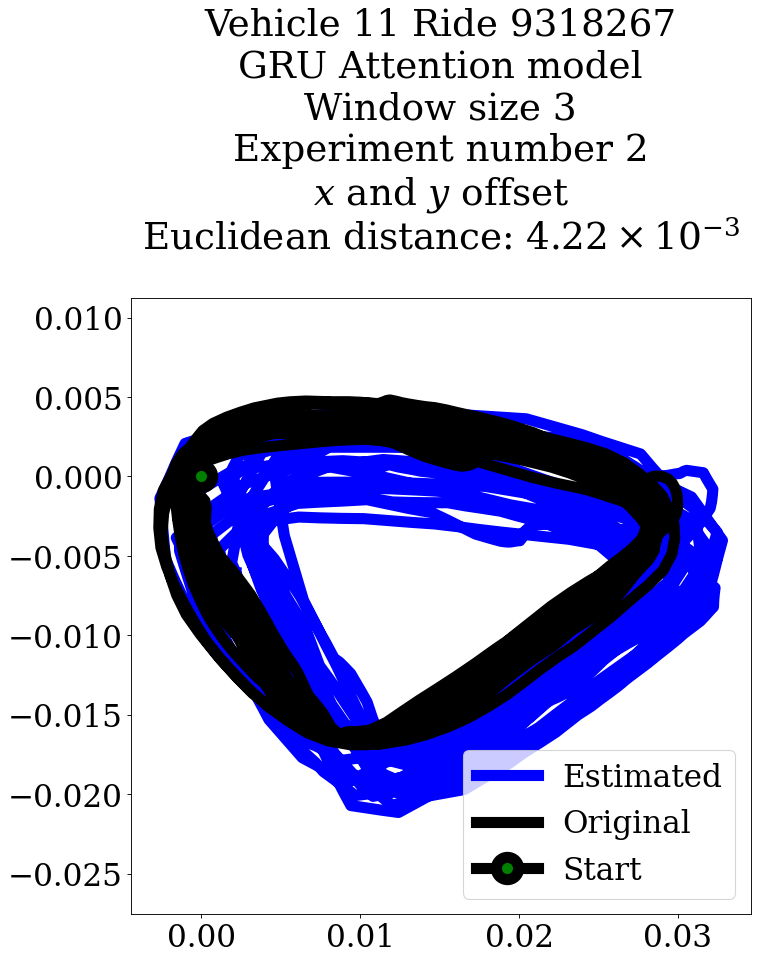 Vehicle 11 Ride 9318267
GRU Attention model
Window size 3
Experiment number 2
x and y offset
Euclidean distance: 4.22 × 10⁻³
0.010
0.005
0.000
−0.005
−0.010
−0.015
−0.020
−0.025
Estimated
Original
Start
0.00 0.01 0.02 0.03